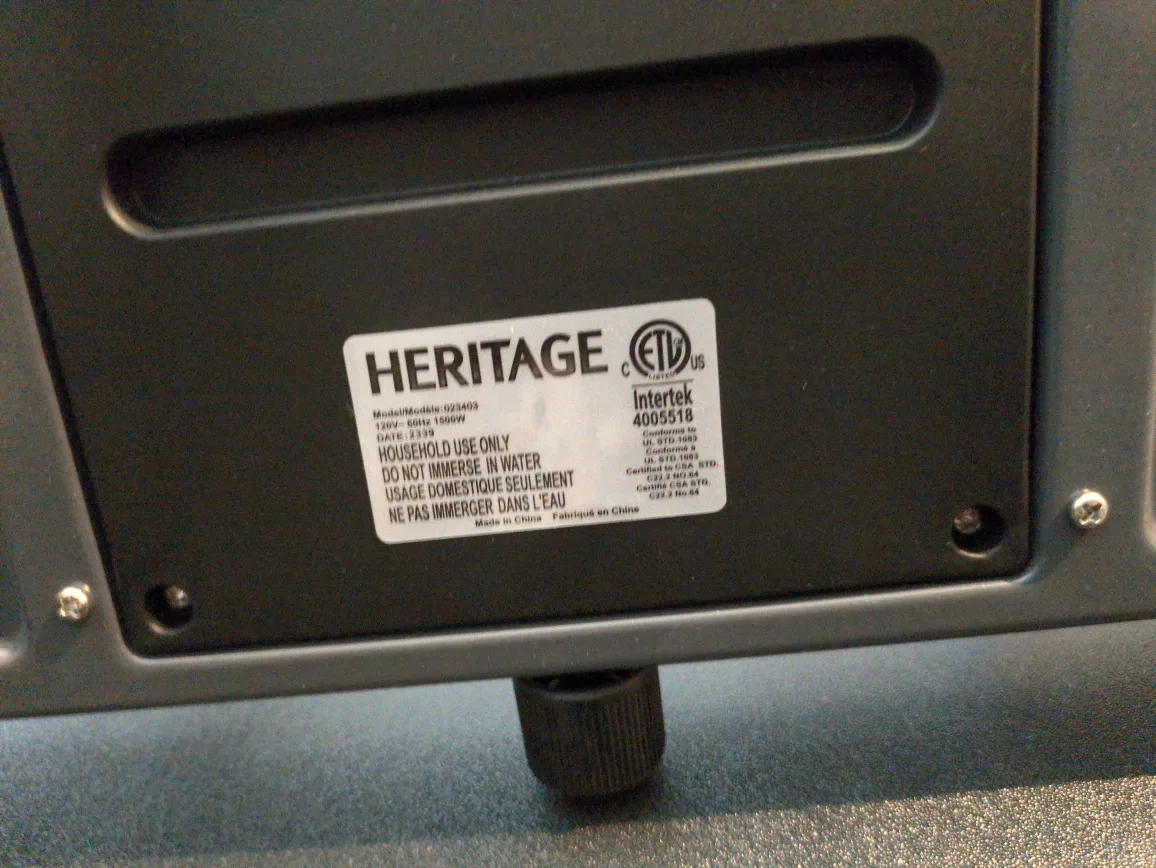 HERITAGE
Model/Modèle:023403
120V~ 60Hz 1500W
DATE:2339
HOUSEHOLD USE ONLY
DO NOT IMMERSE IN WATER
USAGE DOMESTIQUE SEULEMENT
NE PAS IMMERGER DANS L'EAU
Made in China Fabriqué en Chine
C ETL CM US
LISTED
Intertek
4005518
Conforms to
UL STD.1083
Conformé à
UL STD.1083
Certified to CSA STD.
C22.2 NO.64
Certifié CSA STD.
C22.2 No.64